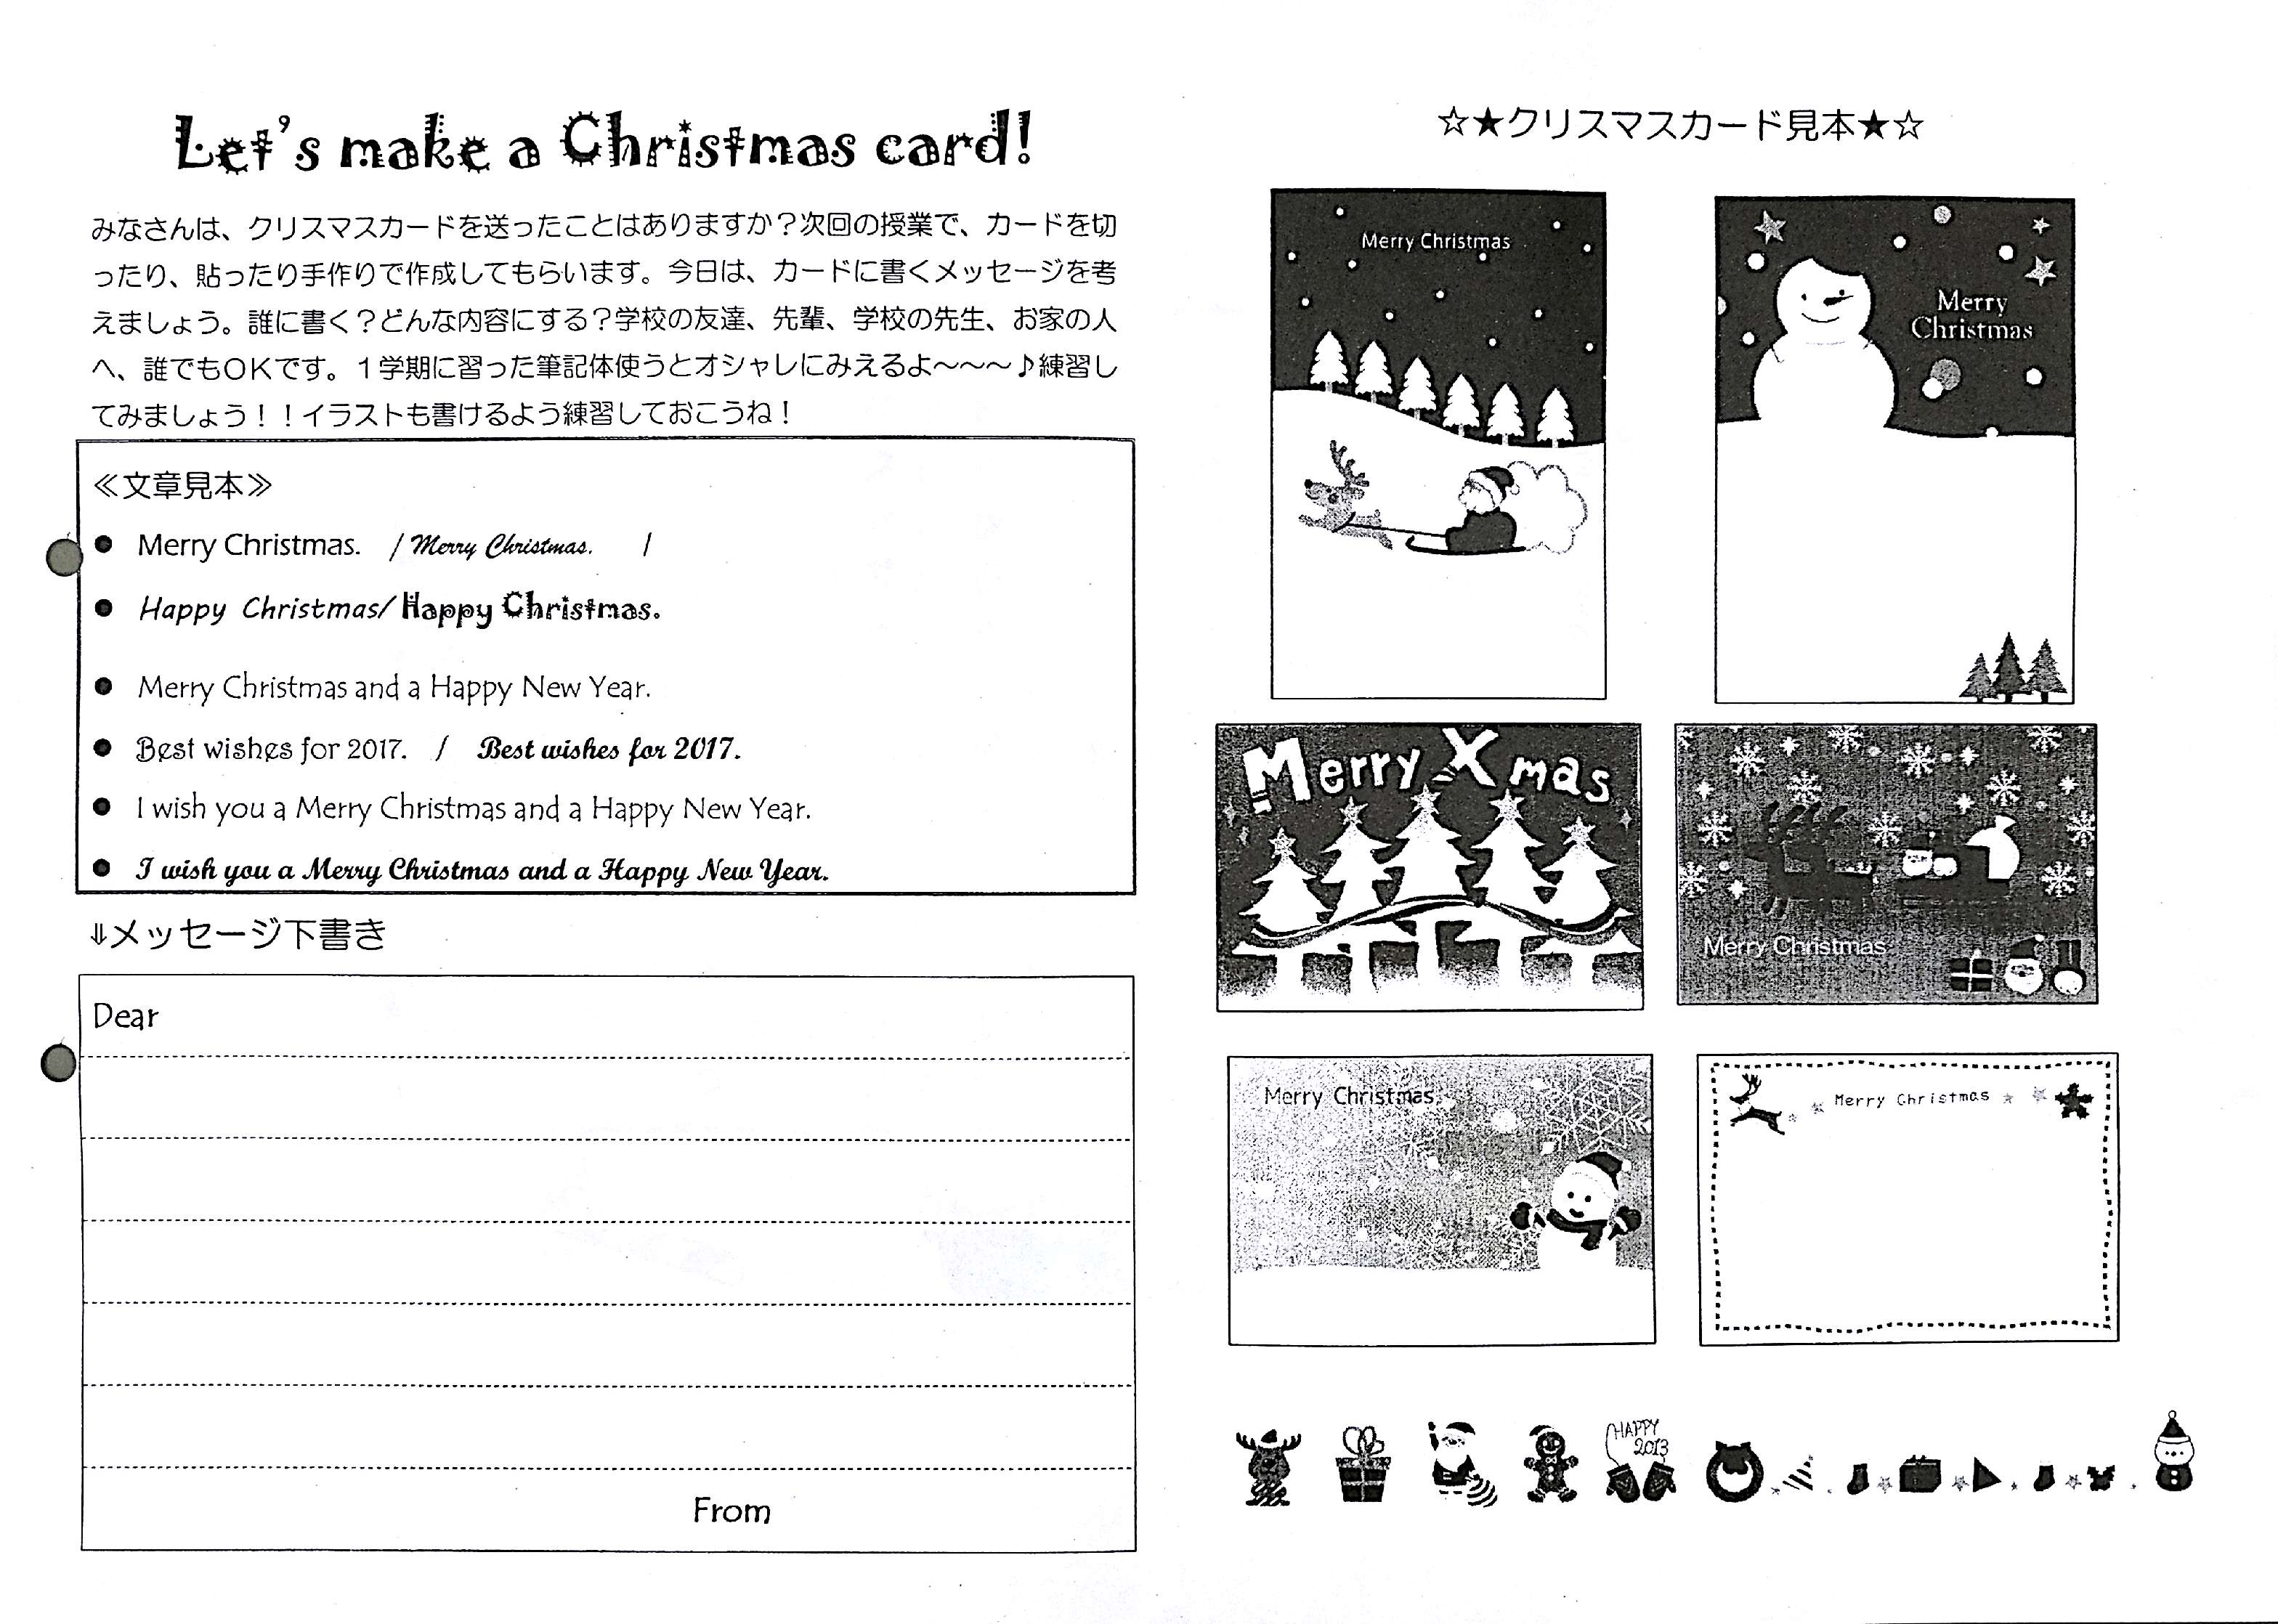 Let's make a Christmas card!
みなさんは、クリスマスカードを送ったことはありますか？次回の授業で、カードを切
ったり、貼ったり手作りで作成してもらいます。今日は、カードに書くメッセージを考
えましょう。誰に書く？どんな内容にする？学校の友達、先輩、学校の先生、お家の人
へ、誰でもＯＫです。１学期に習った筆記体使うとオシャレにみえるよ～～～♪練習し
てみましょう！！イラストも書けるよう練習しておこうね！
≪文章見本≫
● Merry Christmas. / Merry Christmas. /
● Happy Christmas/ Happy Christmas.
● Merry Christmas and a Happy New Year.
● Best wishes for 2017. / Best wishes for 2017.
● I wish you a Merry Christmas and a Happy New Year.
● I wish you a Merry Christmas and a Happy New Year.
⇓メッセージ下書き
Dear
From
☆★クリスマスカード見本★☆
Merry Christmas
Merry
Christmas
Merry Xmas
Merry Christmas
Merry Christmas
Merry Christmas
HAPPY
2013